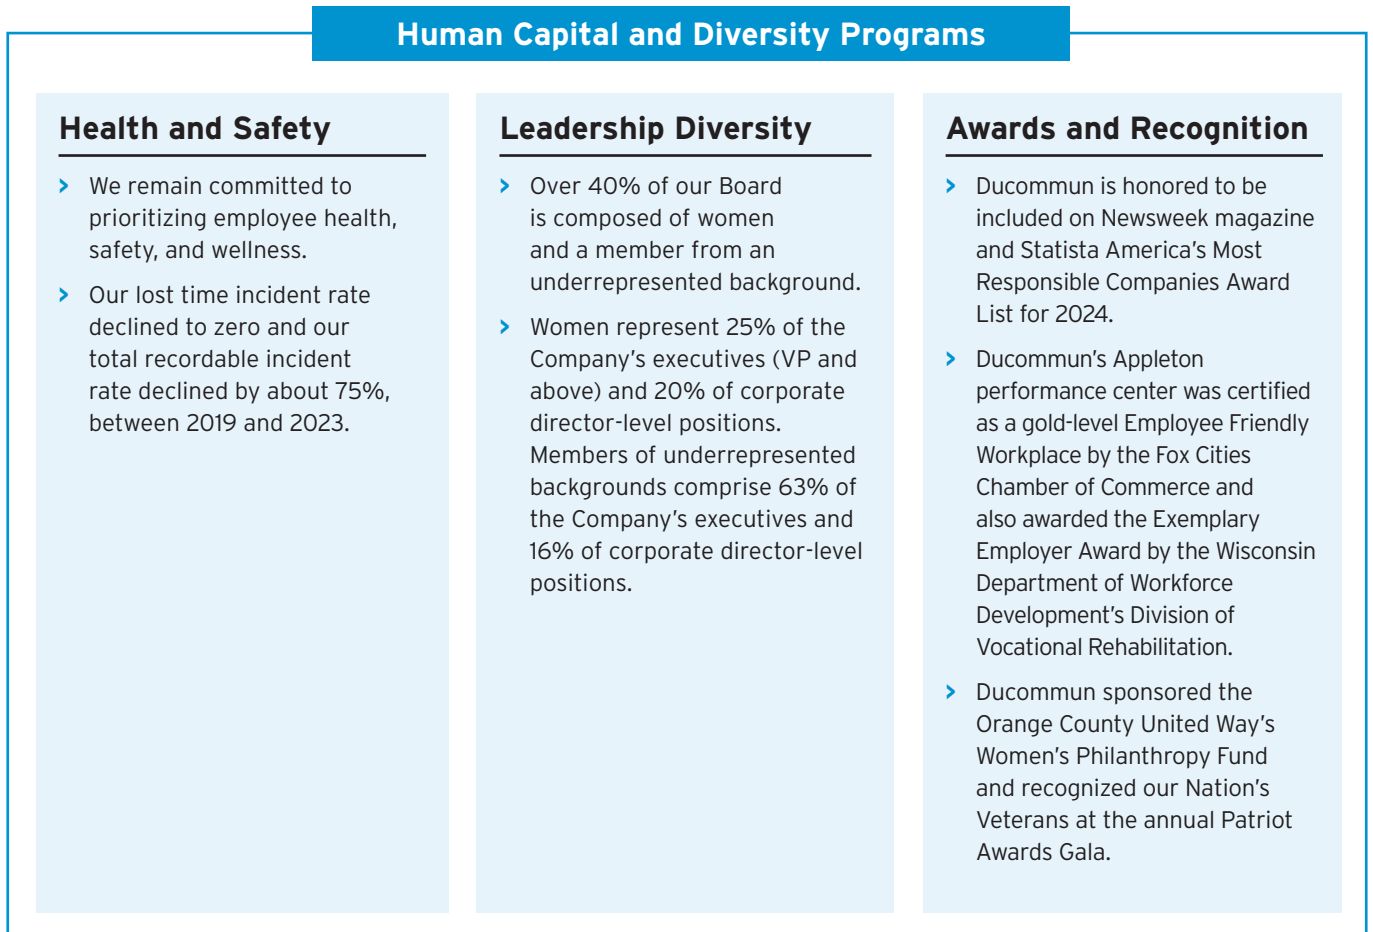 Human Capital and Diversity Programs
Health and Safety
> We remain committed to
prioritizing employee health,
safety, and wellness.
> Our lost time incident rate
declined to zero and our
total recordable incident
rate declined by about 75%,
between 2019 and 2023.
Leadership Diversity
> Over 40% of our Board
is composed of women
and a member from an
underrepresented background.
> Women represent 25% of the
Company’s executives (VP and
above) and 20% of corporate
director-level positions.
Members of underrepresented
backgrounds comprise 63% of
the Company’s executives and
16% of corporate director-level
positions.
Awards and Recognition
> Ducommun is honored to be
included on Newsweek magazine
and Statista America’s Most
Responsible Companies Award
List for 2024.
> Ducommun’s Appleton
performance center was certified
as a gold-level Employee Friendly
Workplace by the Fox Cities
Chamber of Commerce and
also awarded the Exemplary
Employer Award by the Wisconsin
Department of Workforce
Development’s Division of
Vocational Rehabilitation.
> Ducommun sponsored the
Orange County United Way’s
Women’s Philanthropy Fund
and recognized our Nation’s
Veterans at the annual Patriot
Awards Gala.